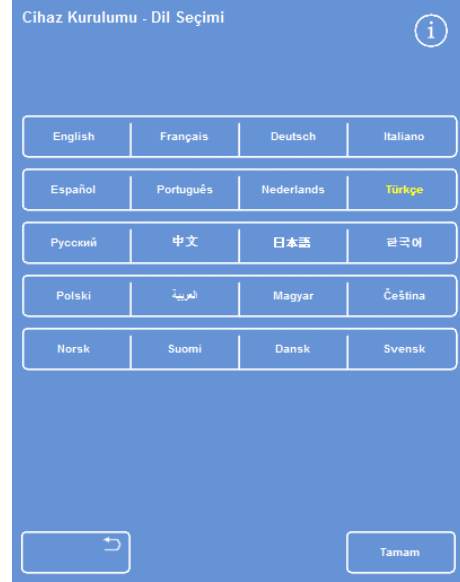 Cihaz Kurulumu - Dil Seçimi
i
English Français Deutsch Italiano
Español Português Nederlands Türkçe
Русский 中文 日本語 한국어
Polski العربية Magyar Čeština
Norsk Suomi Dansk Svensk
Tamam